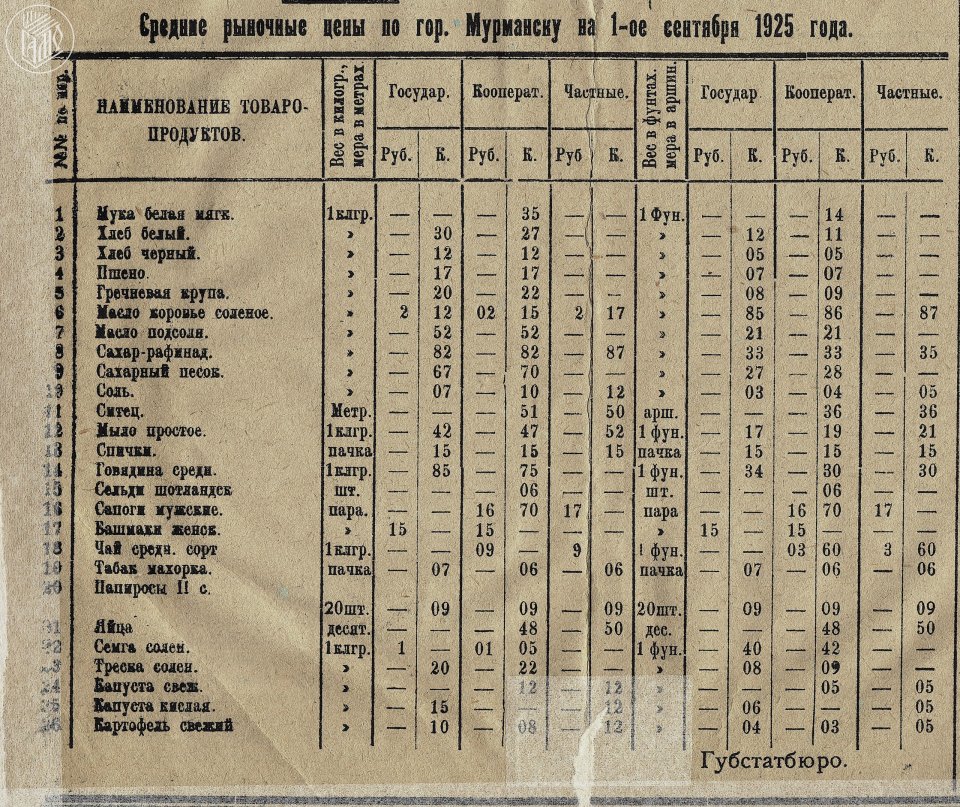 Средние рыночные цены по гор. Мурманску на 1-ое сентября 1925 года.
№№ по пор. НАИМЕНОВАНИЕ ТОВАРО-ПРОДУКТОВ. Вес в килогр., мера в метрах Государ. Кооперат. Частные. Вес в фунтах. мера в аршин. Государ Кооперат. Частные.
Руб. К. Руб. К. Руб К. Руб. К. Руб. К. Руб. К.
1 Мука белая мягк. 1клгр. — — — 35 — — 1 Фун. — — — 14 — —
2 Хлеб белый. » — 30 — 27 — — » — 12 — 11 — —
3 Хлеб черный. » — 12 — 12 — — » — 05 — 05 — —
4 Пшено. » — 17 — 17 — — » — 07 — 07 — —
5 Гречневая крупа. » — 20 — 22 — — » — 08 — 09 — —
6 Масло коровье соленое. » 2 12 02 15 2 17 » — 85 — 86 — 87
7 Масло подсолн. » — 52 — 52 — — » — 21 — 21 — —
8 Сахар-рафинад. » — 82 — 82 — 87 » — 33 — 33 — 35
9 Сахарный песок. » — 67 — 70 — — » — 27 — 28 — —
10 Соль. » — 07 — 10 — 12 » — 03 — 04 — 05
11 Ситец. Метр. — — — 51 — 50 арш. — — — 36 — 36
12 Мыло простое. 1клгр. — 42 — 47 — 52 1 фун. — 17 — 19 — 21
13 Спички. пачка — 15 — 15 — 15 пачка — 15 — 15 — 15
14 Говядина средн. 1клгр. — 85 — 75 — — 1 фун. — 34 — 30 — 30
15 Сельди шотландск шт. — — — 06 — — шт. — — — 06 — —
16 Сапоги мужские. пара. — — 16 70 17 — пара — — 16 70 17 —
17 Башмаки женск. » 15 — 15 — — — » 15 — 15 — — —
18 Чай средн. сорт 1клгр. — — 09 — 9 — 1 фун. — — 03 60 3 60
19 Табак махорка. пачка — 07 — 06 — 06 пачка — 07 — 06 — 06
20 Папиросы II с.
20шт. — 09 — 09 — 09 20шт. — 09 — 09 — 09
21 Яйца десят. — — — 48 — 50 дес. — — — 48 — 50
22 Семга солен. 1клгр. 1 — 01 05 — — 1 фун. — 40 — 42 — —
23 Треска солен. » — 20 — 22 — — » — 08 — 09 — —
24 Капуста свеж. » — — — 12 — 12 » — — — 05 — 05
25 Капуста кислая. » — 15 — — — 12 » — 06 — — — 05
26 Картофель свежий » — 10 — 08 — 12 » — 04 — 03 — 05
Губстатбюро.